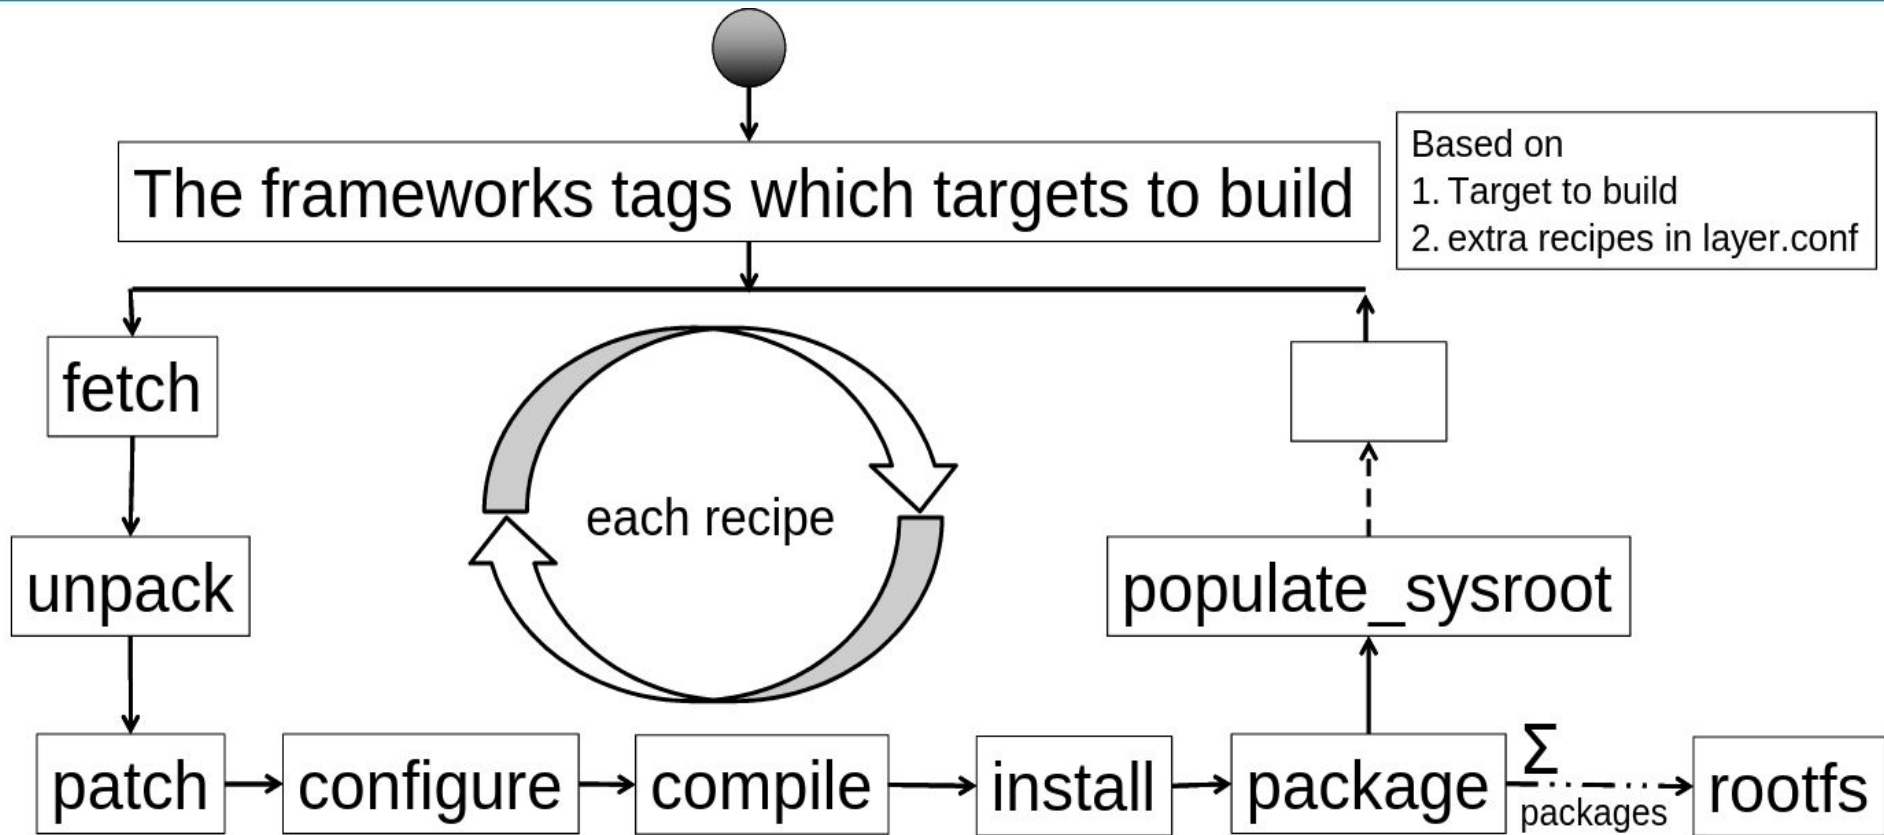 The frameworks tags which targets to build
Based on
1. Target to build
2. extra recipes in layer.conf
fetch
each recipe
unpack
populate_sysroot
patch
configure
compile
install
package
Σ
packages
rootfs